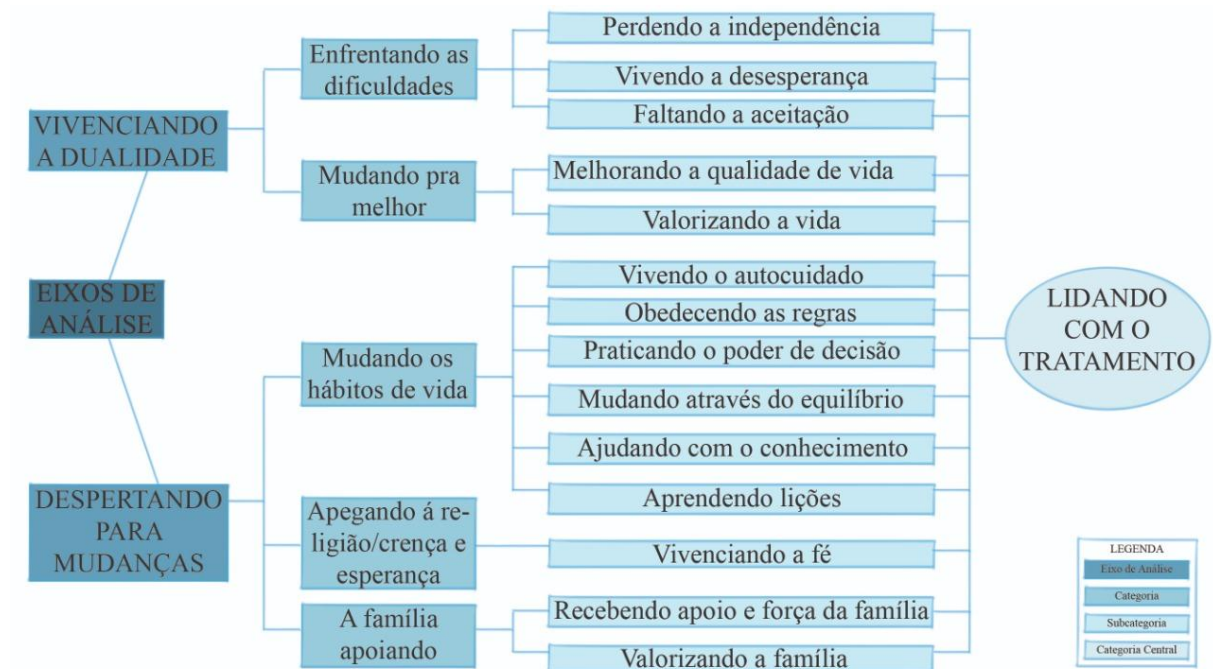 VIVENCIANDO
A DUALIDADE
EIXOS DE
ANÁLISE
DESPERTANDO
PARA
MUDANÇAS
Enfrentando as
dificuldades
Mudando pra
melhor
Mudando os
hábitos de vida
Apegando á re-
ligião/crença e
esperança
A família
apoiando
Perdendo a independência
Vivendo a desesperança
Faltando a aceitação
Melhorando a qualidade de vida
Valorizando a vida
Vivendo o autocuidado
Obedecendo as regras
Praticando o poder de decisão
Mudando através do equilíbrio
Ajudando com o conhecimento
Aprendendo lições
Vivenciando a fé
Recebendo apoio e força da família
Valorizando a família
LIDANDO
COM O
TRATAMENTO
LEGENDA
Eixo de Análise
Categoria
Subcategoria
Categoria Central